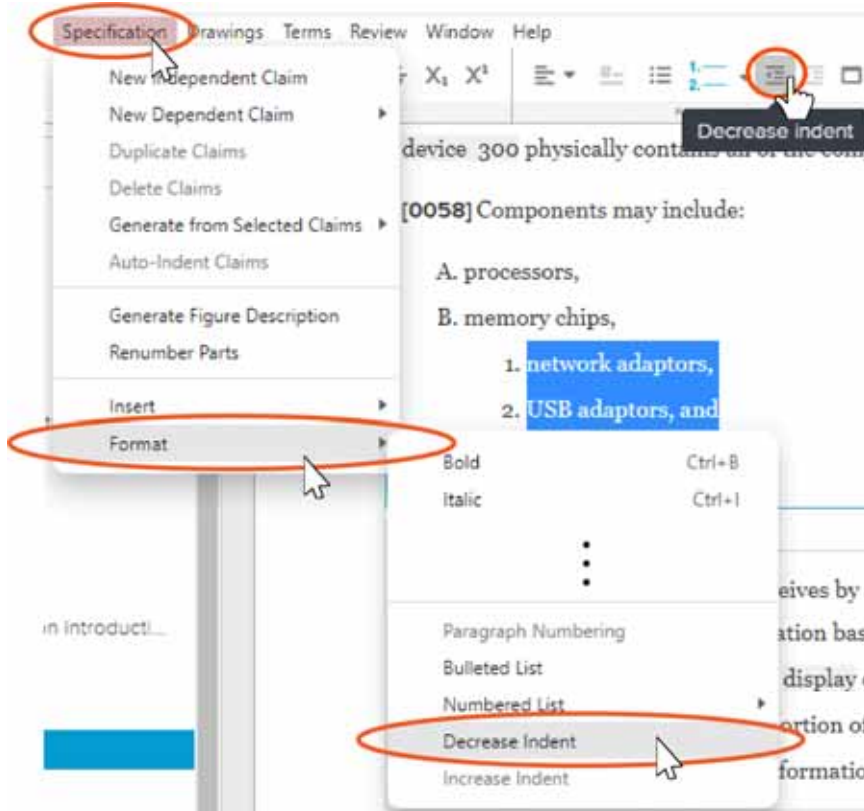 Specification Drawings Terms Review Window Help
New Independent Claim
X₁ X¹
1.
2.
New Dependent Claim
Decrease indent
Duplicate Claims
device 300 physically contains all of the com
Delete Claims
Generate from Selected Claims
[0058] Components may include:
Auto-Indent Claims
A. processors,
Generate Figure Description
B. memory chips,
Renumber Parts
1. network adaptors,
Insert
2. USB adaptors, and
Format
Bold Ctrl+B
Italic Ctrl+I
eives by
in Introducti...
Paragraph Numbering
ation bas
Bulleted List
display
Numbered List
ortion of
Decrease Indent
Increase Indent
formatio